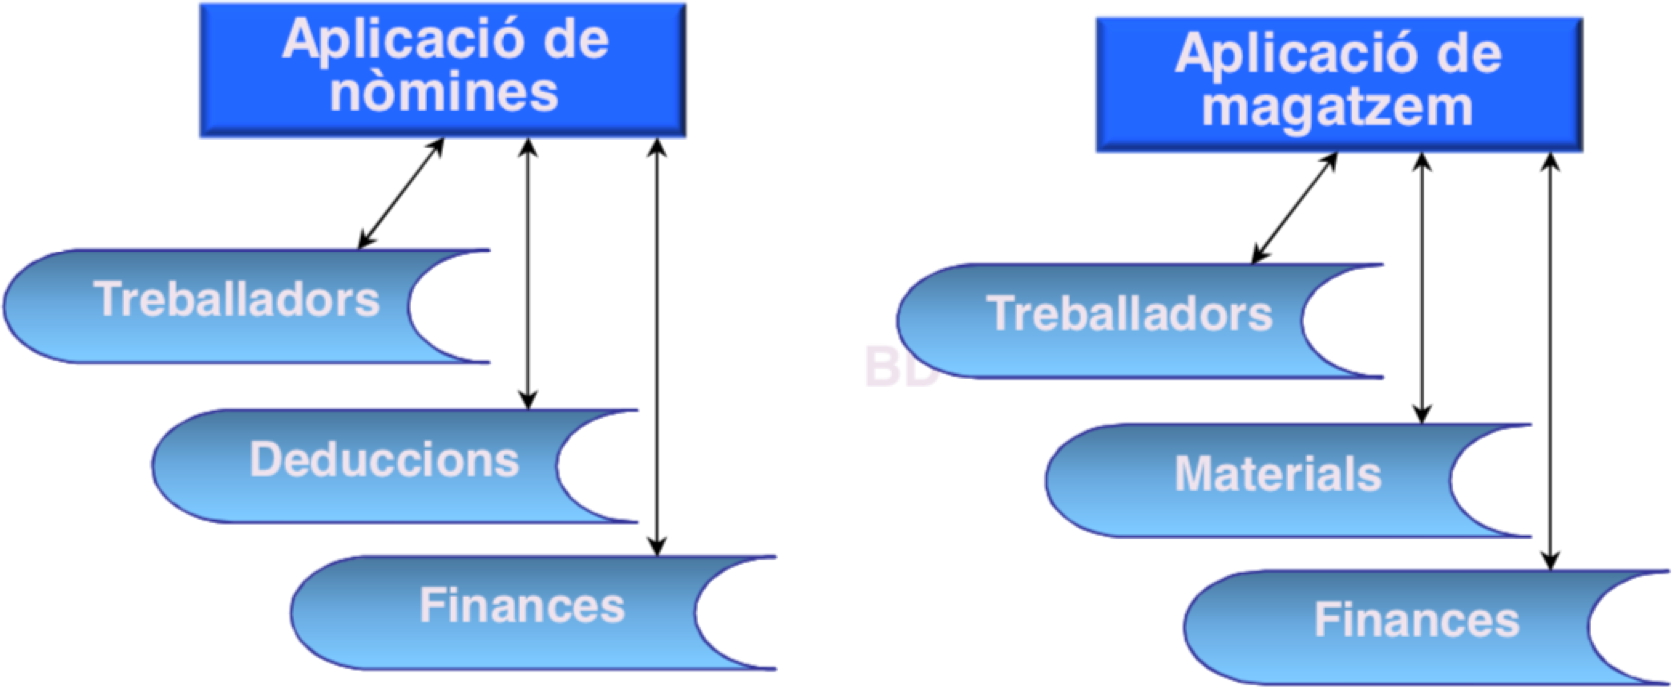 Aplicació de
nòmines
Treballadors
Deduccions
Finances
Aplicació de
magatzem
Treballadors
BD
Materials
Finances